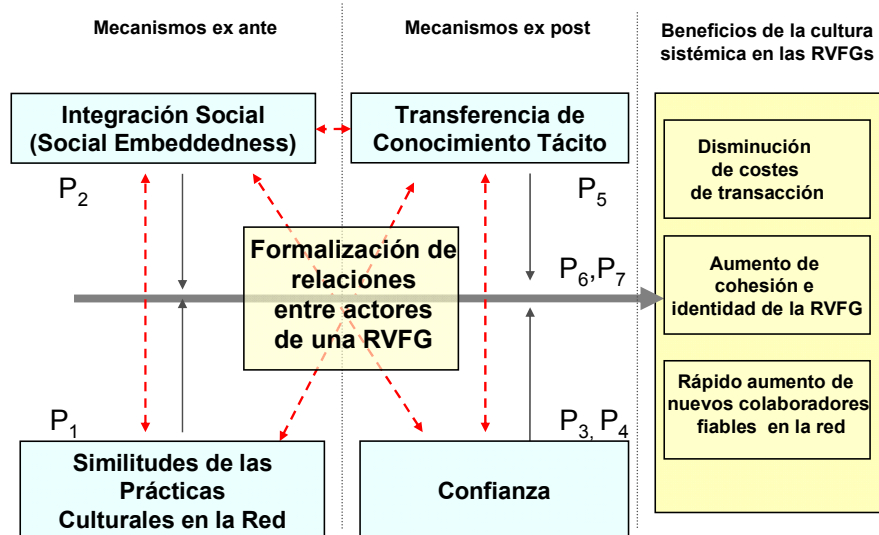 Mecanismos ex ante
Mecanismos ex post
Beneficios de la cultura
sistémica en las RVFGs
Integración Social
(Social Embeddedness)
Transferencia de
Conocimiento Tácito
Disminución
de costes
de transacción
P2
P5
Formalización de
relaciones
entre actores
de una RVFG
P6,P7
Aumento de
cohesión e
identidad de la RVFG
Rápido aumento de
nuevos colaboradores
fiables en la red
P1
P3, P4
Similitudes de las
Prácticas
Culturales en la Red
Confianza